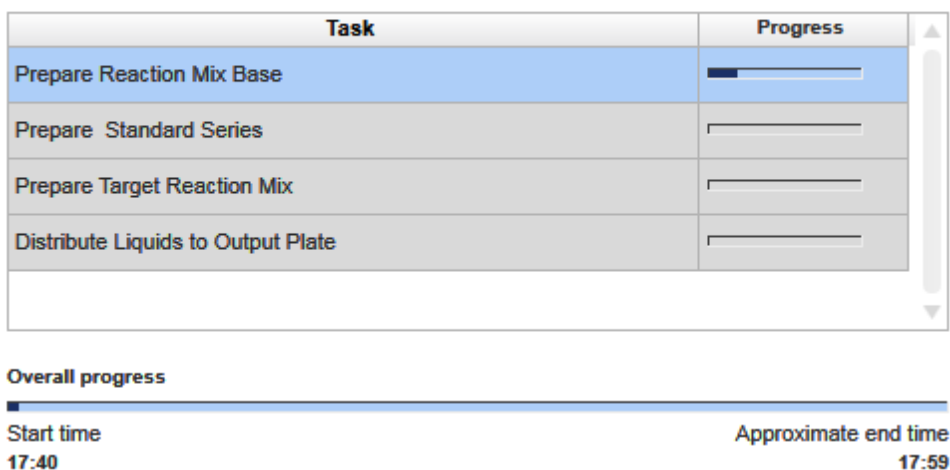 Task Progress
Prepare Reaction Mix Base
Prepare  Standard Series
Prepare Target Reaction Mix
Distribute Liquids to Output Plate
Overall progress
Start time Approximate end time
17:40 17:59